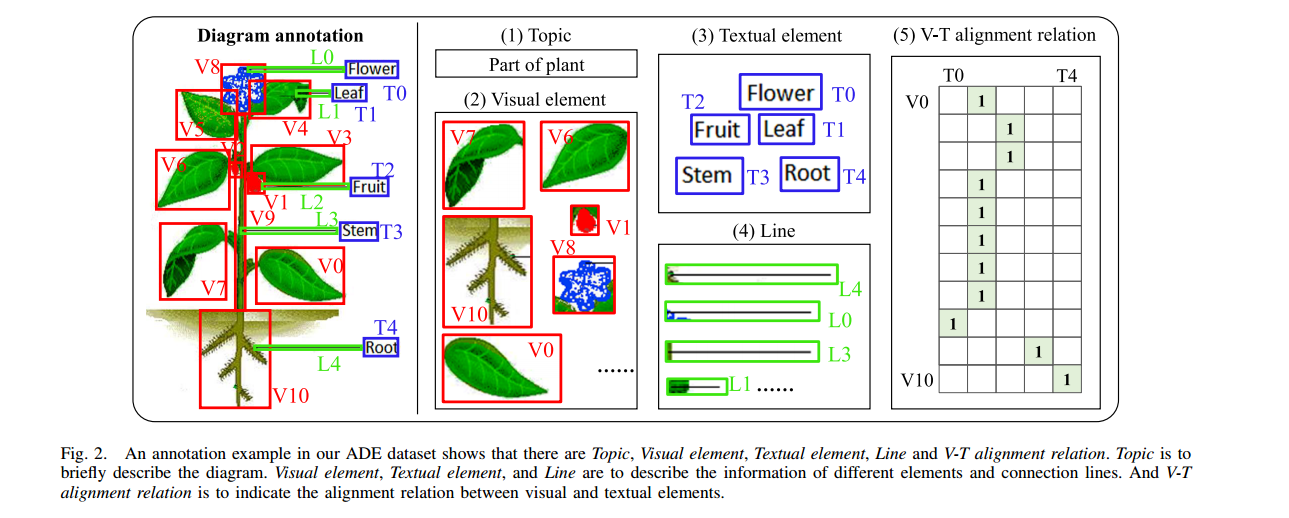 Diagram annotation
L0
V8
Flower
Leaf
T0
L1
T1
V5
V4
V3
V6
T2
Fruit
V1
L2
V9
L3
Stem
T3
V7
V0
T4
Root
L4
V10
(1) Topic
Part of plant
(2) Visual element
V7
V6
V1
V8
V10
V0
......
(3) Textual element
T2
Flower
T0
Fruit
Leaf
T1
Stem
T3
Root
T4
(4) Line
L4
L0
L3
L1
......
(5) V-T alignment relation
T0
T4
V0
1
1
1
1
1
1
1
1
1
1
V10
1
Fig. 2. An annotation example in our ADE dataset shows that there are Topic, Visual element, Textual element, Line and V-T alignment relation. Topic is to
briefly describe the diagram. Visual element, Textual element, and Line are to describe the information of different elements and connection lines. And V-T
alignment relation is to indicate the alignment relation between visual and textual elements.